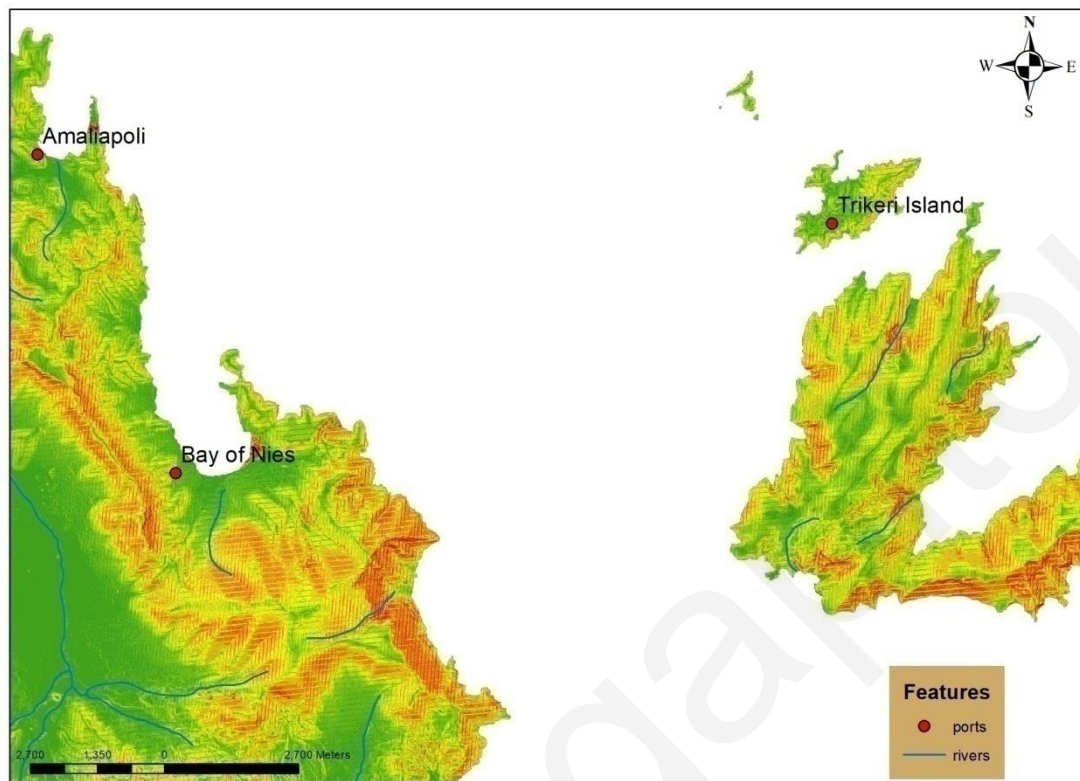 N
W E
S
Amaliapoli
Trikeri Island
Bay of Nies
Features
ports
rivers
2,700 1,350 0 2,700 Meters